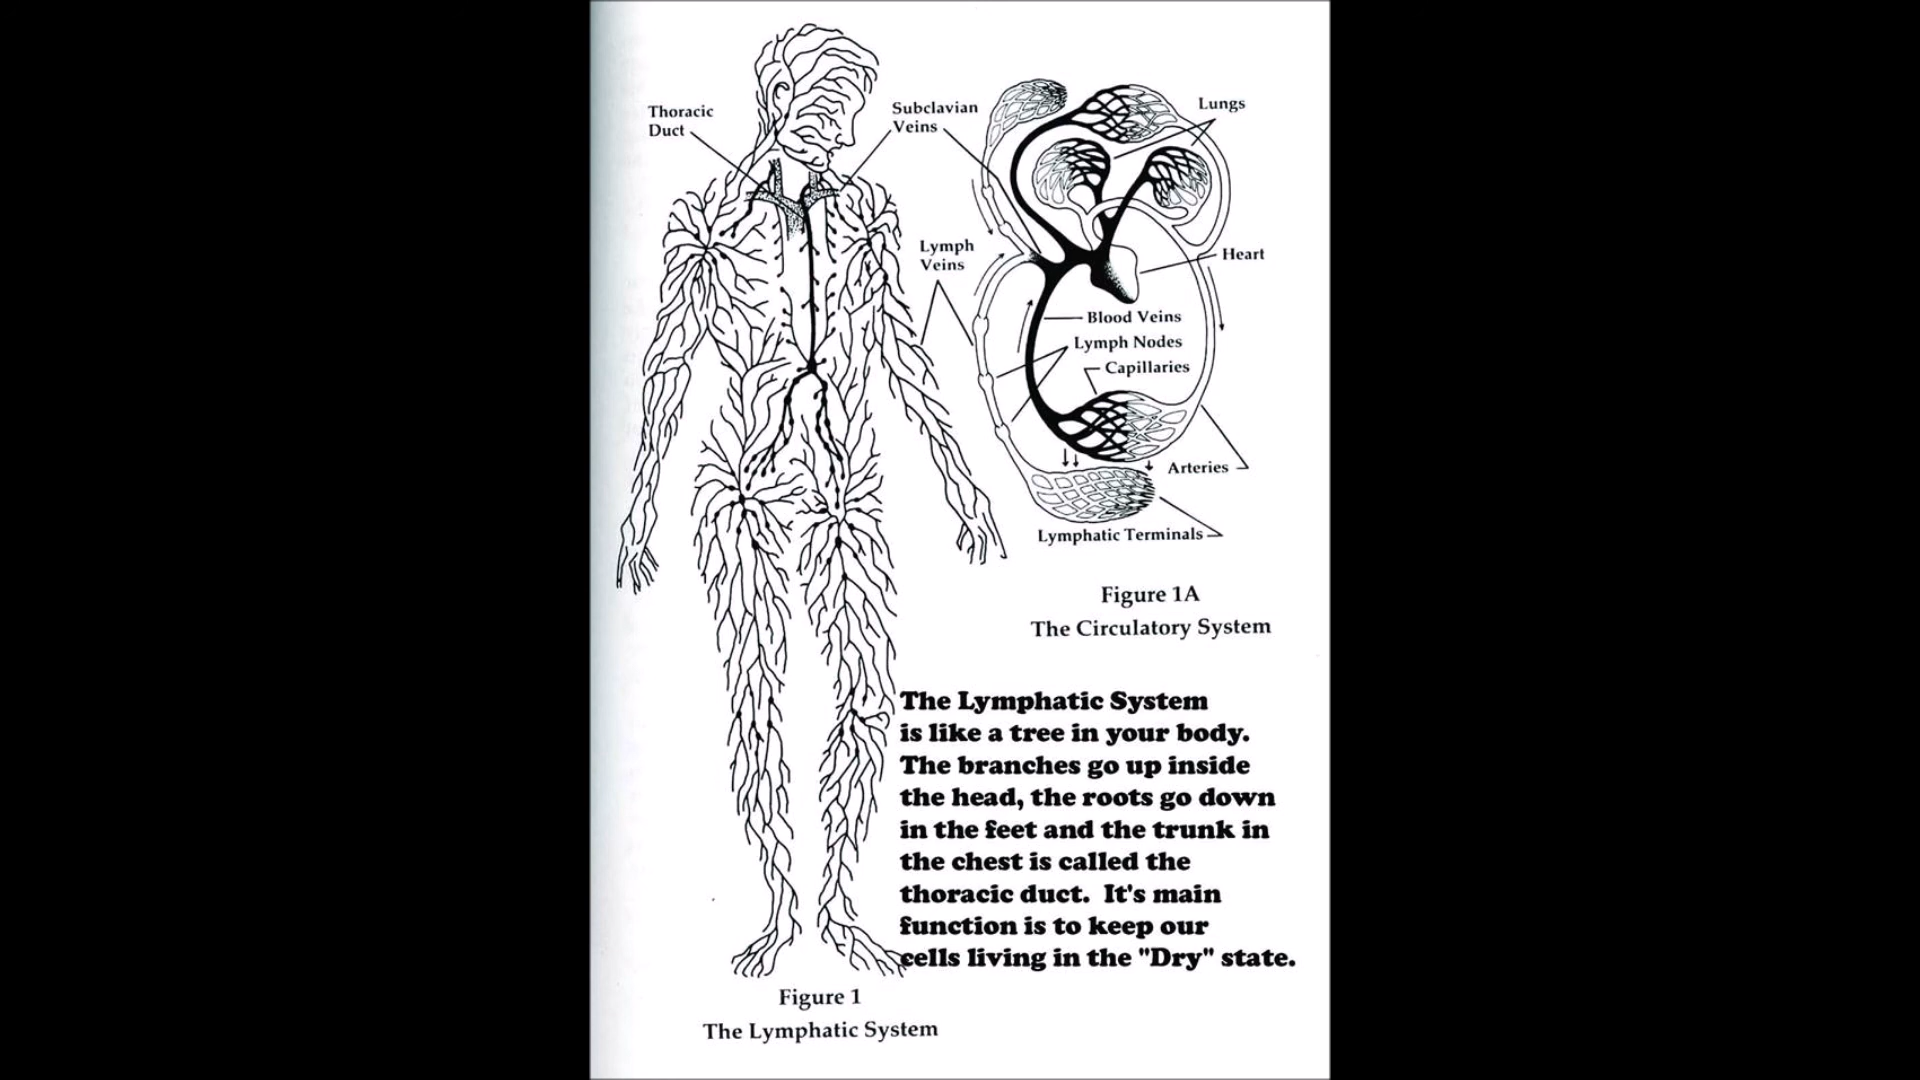 Thoracic
Duct
Subclavian
Veins
Lungs
Lymph
Veins
Heart
Blood Veins
Lymph Nodes
Capillaries
Arteries
Lymphatic Terminals
Figure 1A
The Circulatory System
The Lymphatic System
is like a tree in your body.
The branches go up inside
the head, the roots go down
in the feet and the trunk in
the chest is called the
thoracic duct. It's main
function is to keep our
cells living in the "Dry" state.
Figure 1
The Lymphatic System